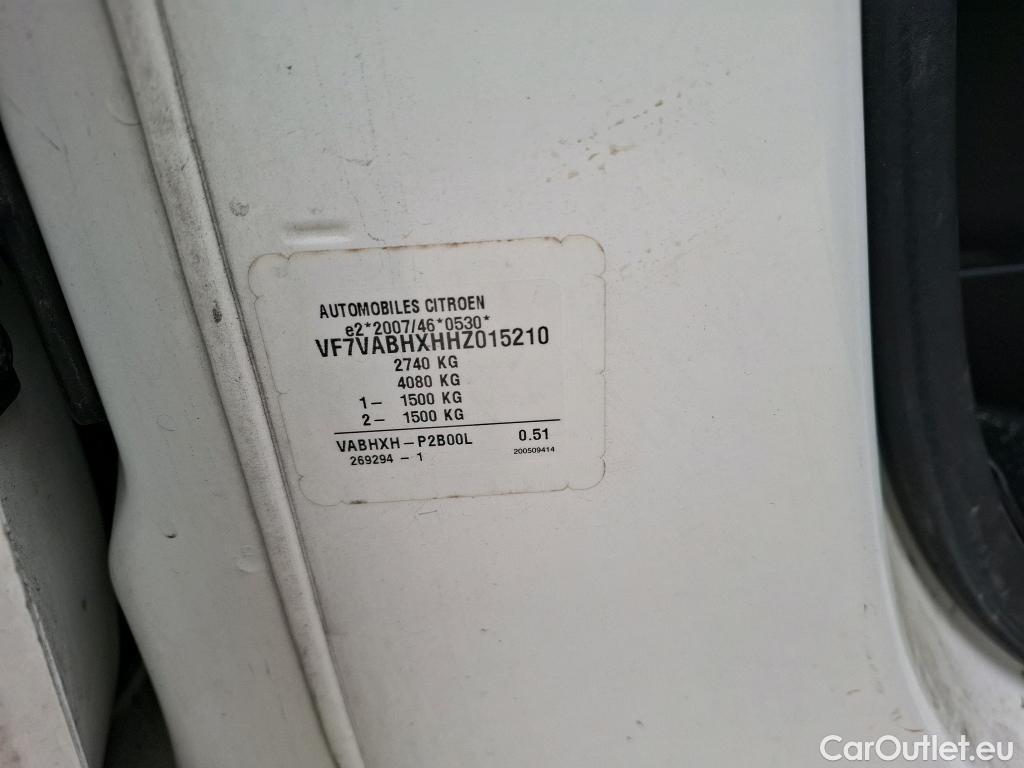 AUTOMOBILES CITROEN
e2*2007/46*0530*
VF7VABHXHHZ015210
2740 KG
4080 KG
1- 1500 KG
2- 1500 KG
VABHXH-P2B00L 0.51
269294 - 1 200509414
CarOutlet.eu